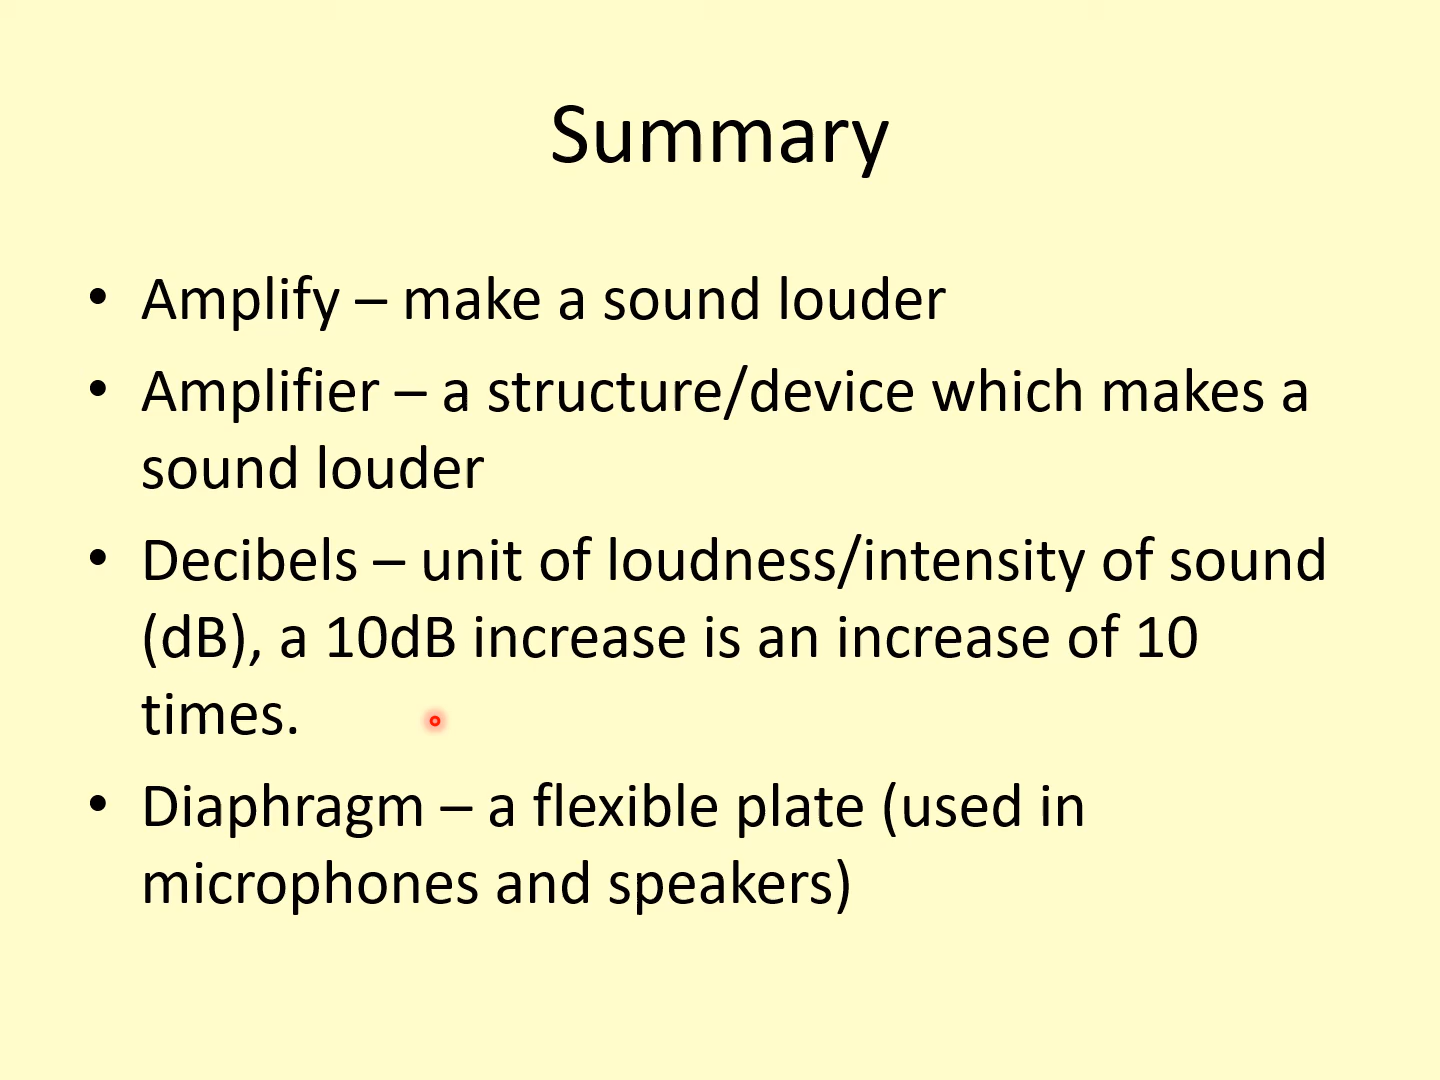 Summary
• Amplify – make a sound louder
• Amplifier – a structure/device which makes a
sound louder
• Decibels – unit of loudness/intensity of sound
(dB), a 10dB increase is an increase of 10
times.
• Diaphragm – a flexible plate (used in
microphones and speakers)